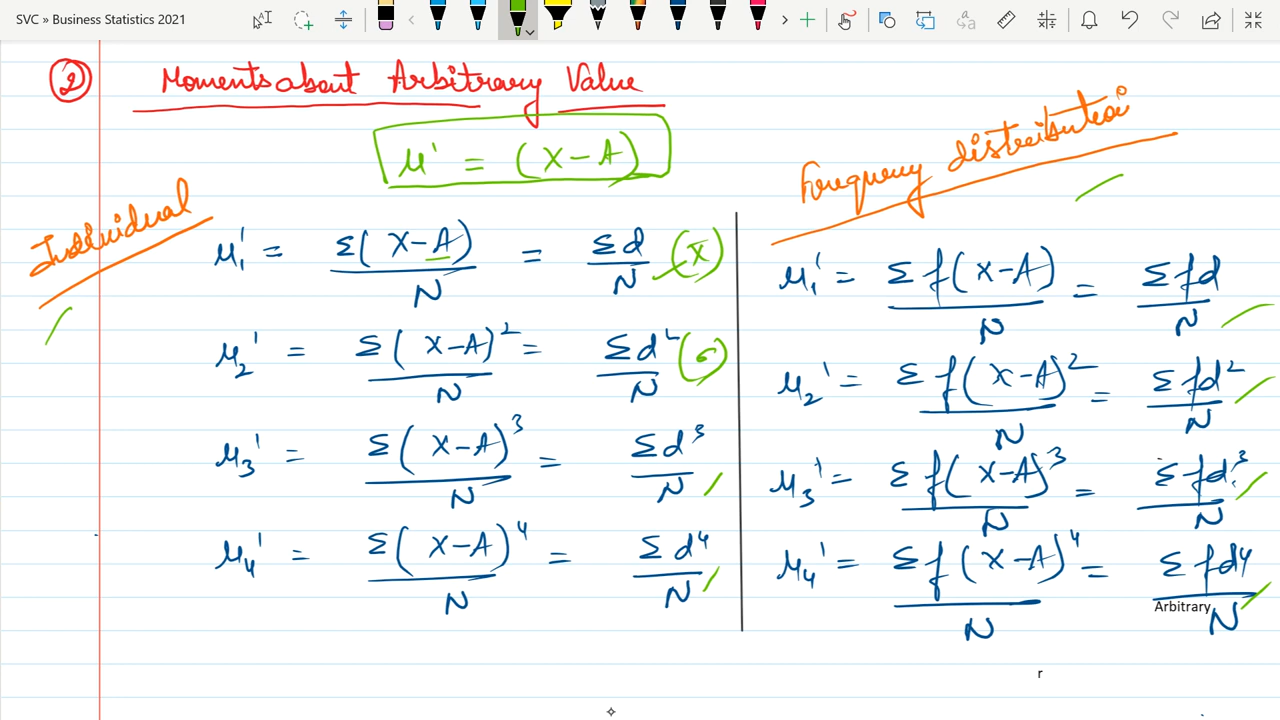 SVC » Business Statistics 2021
② Moments about Arbitrary Value
μ' = (X-A)
Individual
μ₁' = Σ(X-A)/N = Σd/N (x̄)
μ₂' = Σ(X-A)²/N = Σd²/N (σ)
μ₃' = Σ(X-A)³/N = Σd³/N
μ₄' = Σ(X-A)⁴/N = Σd⁴/N
Frequency distribution
μ₁' = Σf(X-A)/N = Σfd/N
μ₂' = Σf(X-A)²/N = Σfd²/N
μ₃' = Σf(X-A)³/N = Σfd³/N
μ₄' = Σf(X-A)⁴/N = Σfd⁴/N
Arbitrary
r